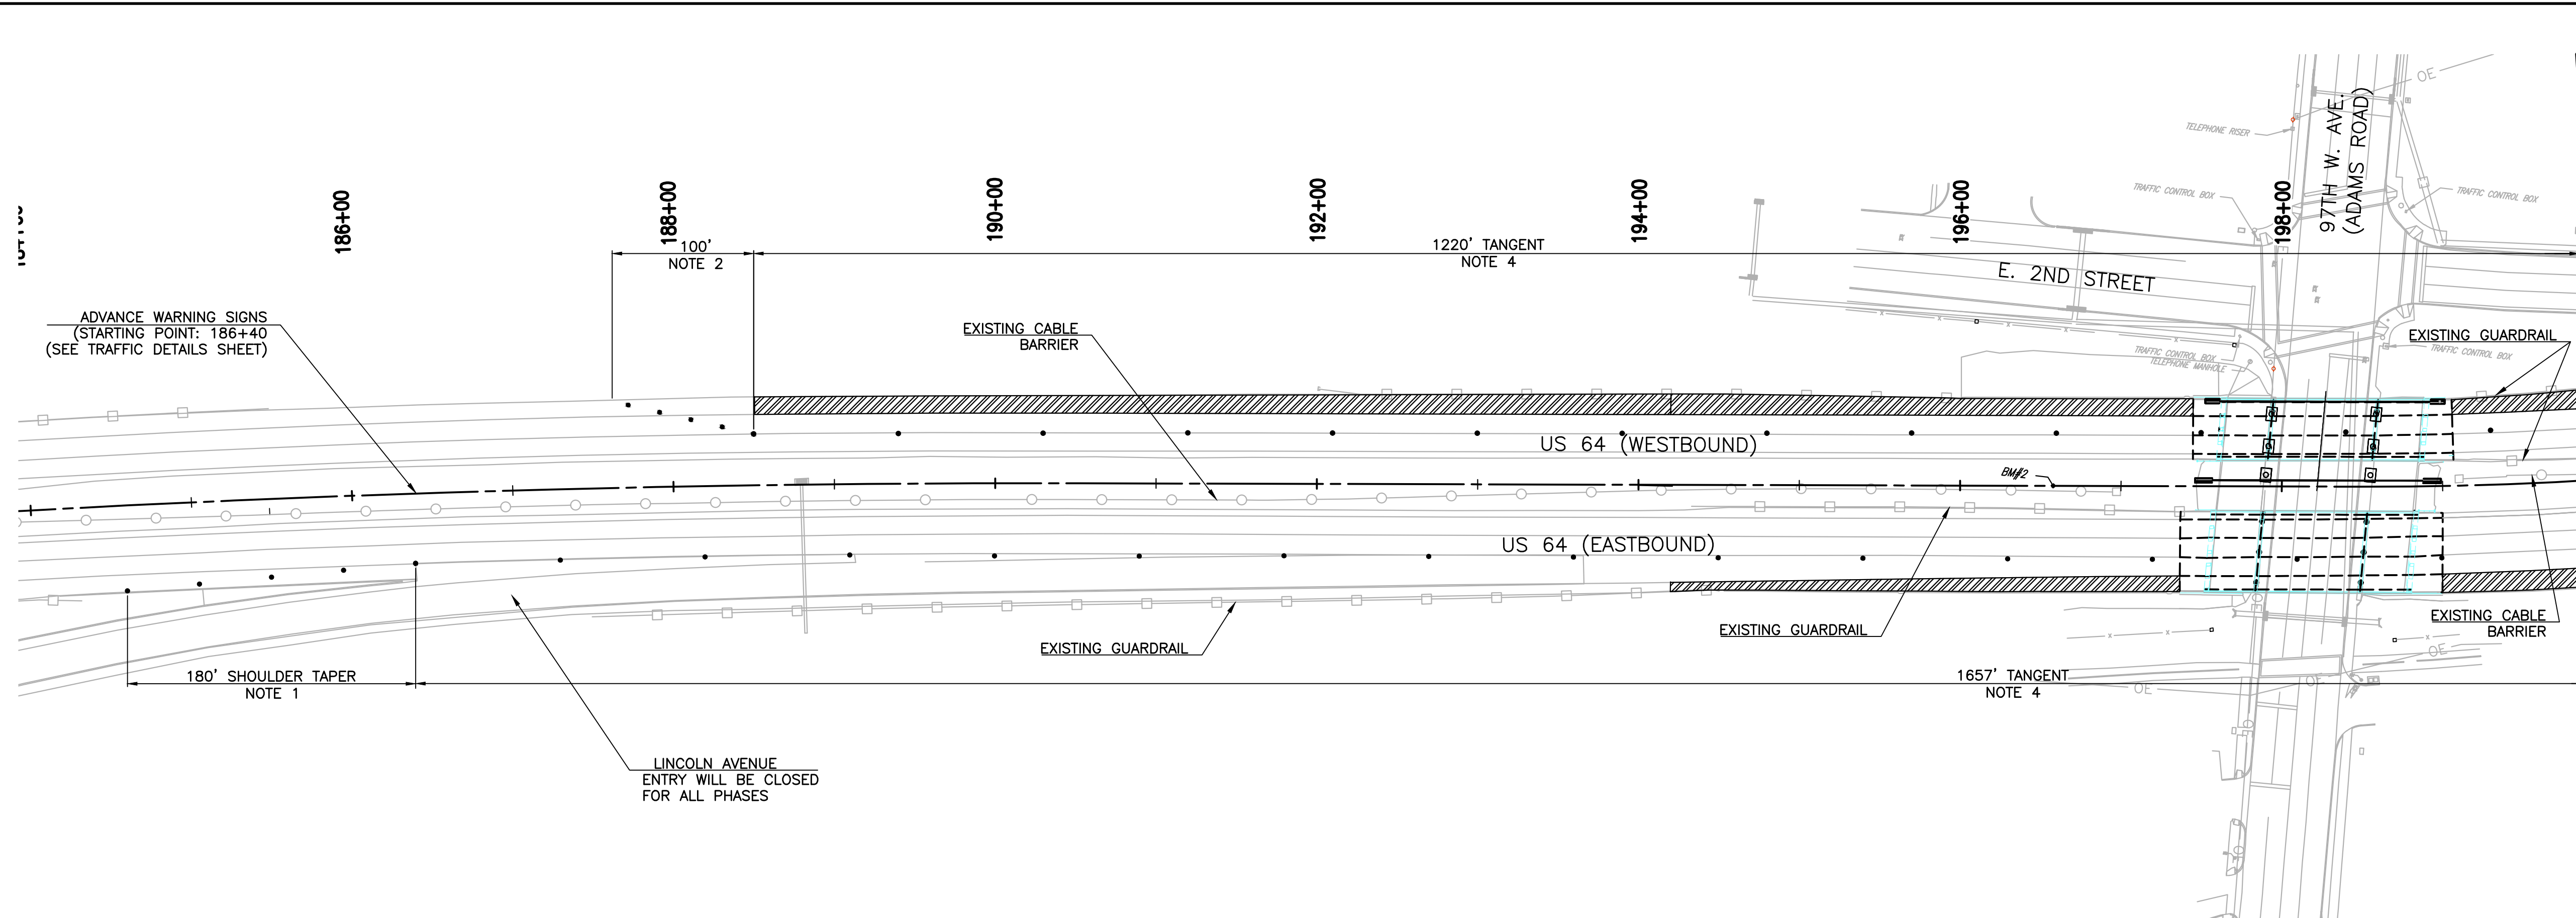 186+00
188+00
190+00
192+00
194+00
196+00
198+00
97TH W. AVE.
(ADAMS ROAD)
OE
TELEPHONE RISER
TRAFFIC CONTROL BOX
TRAFFIC CONTROL BOX
100'
NOTE 2
1220' TANGENT
NOTE 4
E. 2ND STREET
ADVANCE WARNING SIGNS
(STARTING POINT: 186+40
(SEE TRAFFIC DETAILS SHEET)
EXISTING CABLE
BARRIER
EXISTING GUARDRAIL
TRAFFIC CONTROL BOX
TELEPHONE MANHOLE
TRAFFIC CONTROL BOX
US 64 (WESTBOUND)
BM#2
US 64 (EASTBOUND)
EXISTING GUARDRAIL
EXISTING GUARDRAIL
EXISTING CABLE
BARRIER
OE
180' SHOULDER TAPER
NOTE 1
1657' TANGENT
NOTE 4
OE
OE
LINCOLN AVENUE
ENTRY WILL BE CLOSED
FOR ALL PHASES